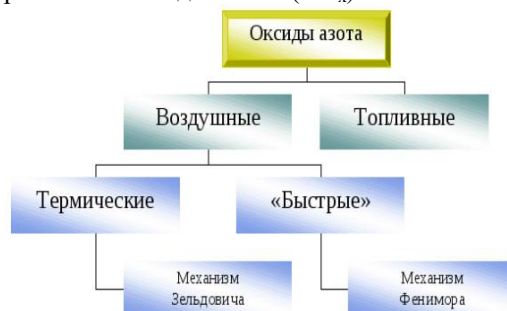 Оксиды азота
Воздушные
Топливные
Термические
«Быстрые»
Механизм
Зельдовича
Механизм
Фенимора